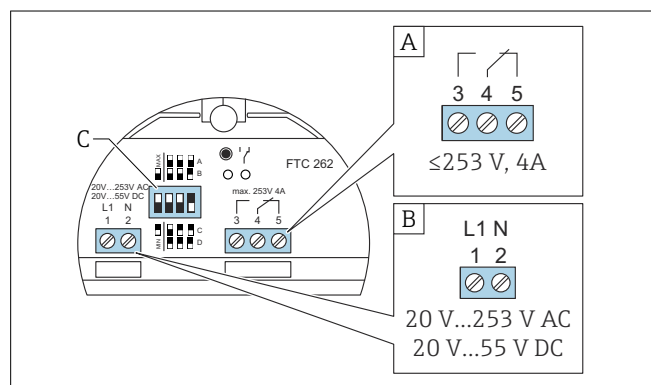 A
3 4 5
≤253 V, 4A
C
MAX
A
B
FTC 262
20V...253V AC
20V...55V DC
L1 N
1 2
max. 253V 4A
3 4 5
MIN
C
D
B
L1 N
1 2
20 V...253 V AC
20 V...55 V DC